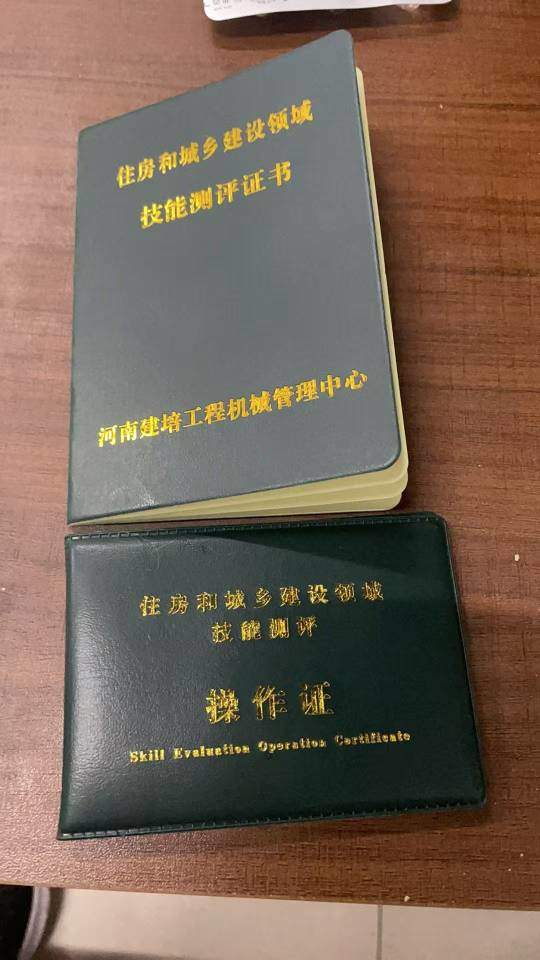 住房和城乡建设领域
技能测评证书
河南建培工程机械管理中心
住房和城乡建设领域
技能测评
操作证
Skill Evaluation Operation Certificate